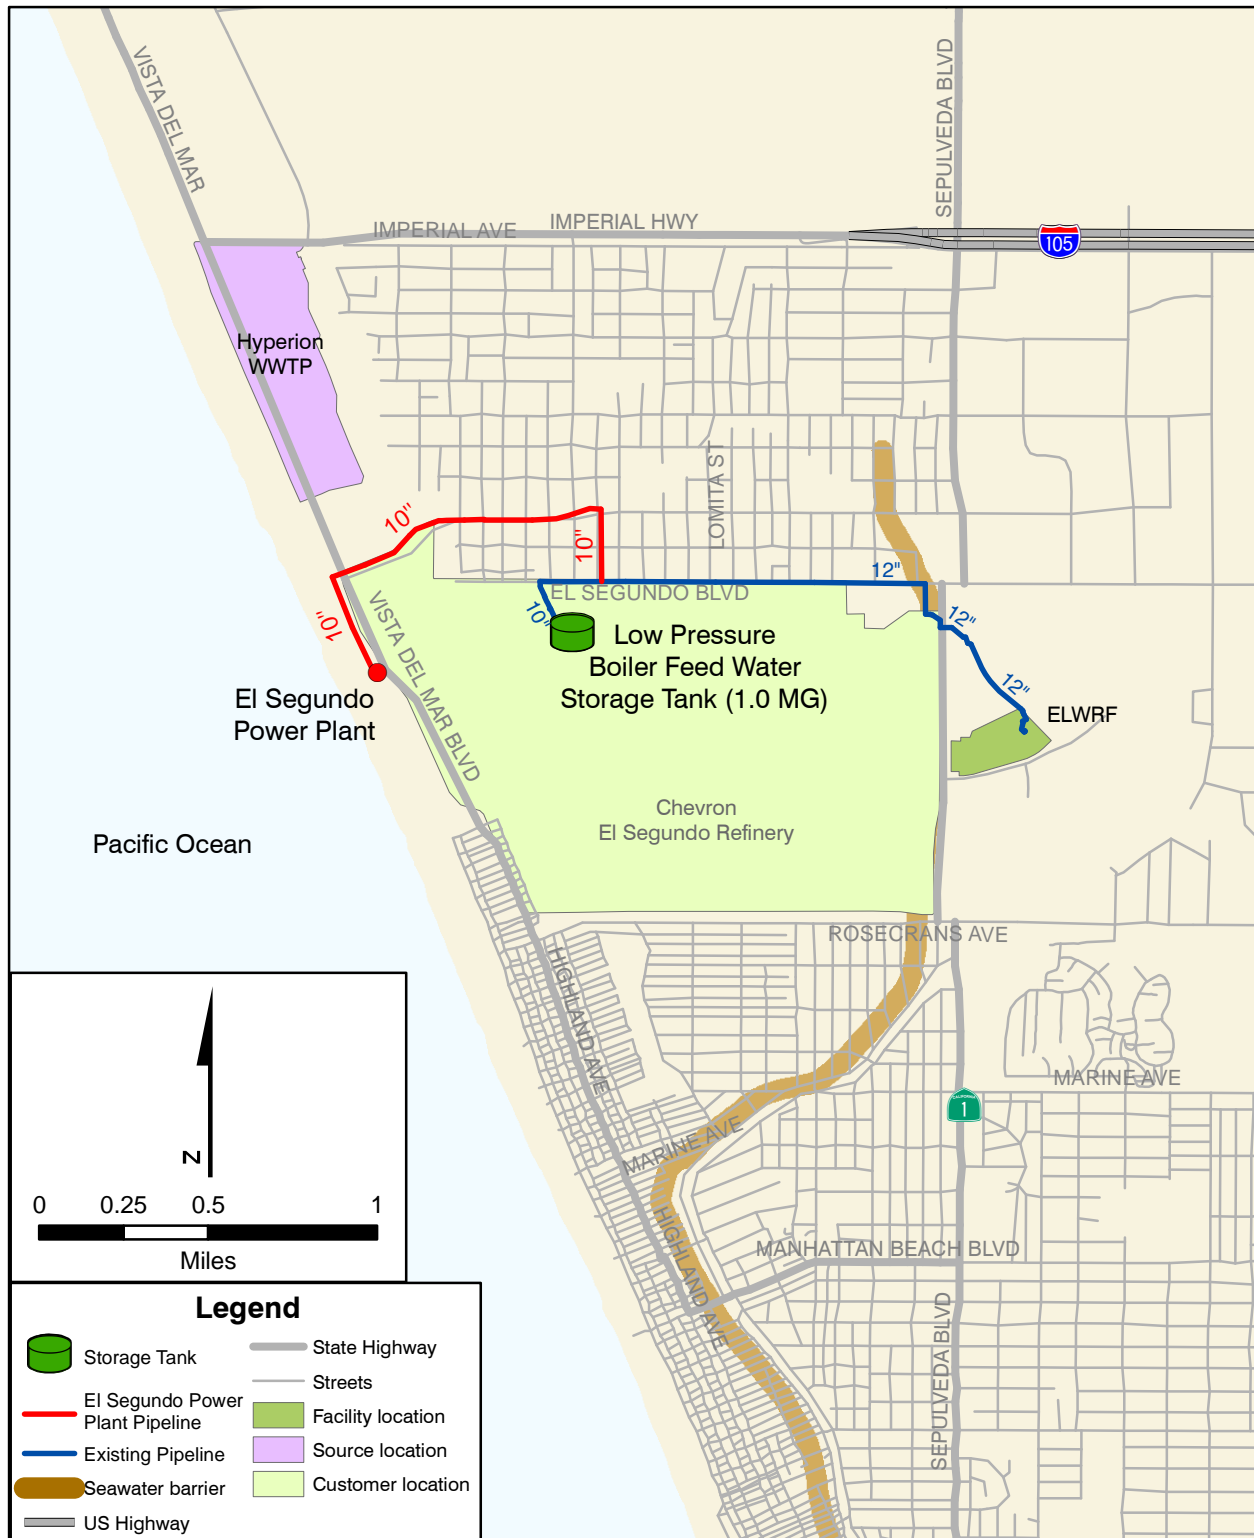 VISTA DEL MAR
SEPULVEDA BLVD
IMPERIAL AVE
IMPERIAL HWY
105
Hyperion
WWTP
LOMITA ST
10"
10"
12"
EL SEGUNDO BLVD
10"
10"
12"
Low Pressure
Boiler Feed Water
Storage Tank (1.0 MG)
VISTA DEL MAR BLVD
12"
El Segundo
Power Plant
ELWRF
Chevron
El Segundo Refinery
Pacific Ocean
ROSECRANS AVE
HIGHLAND AVE
MARINE AVE
CALIFORNIA
1
MARINE AVE
HIGHLAND AVE
MANHATTAN BEACH BLVD
SEPULVEDA BLVD
N
0 0.25 0.5 1
Miles
Legend
Storage Tank
El Segundo Power
Plant Pipeline
Existing Pipeline
Seawater barrier
US Highway
State Highway
Streets
Facility location
Source location
Customer location